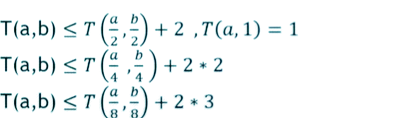 T(a,b) ≤ T(a/2, b/2) + 2 ,T(a, 1) = 1
T(a,b) ≤ T(a/4, b/4) + 2 * 2
T(a,b) ≤ T(a/8, b/8) + 2 * 3